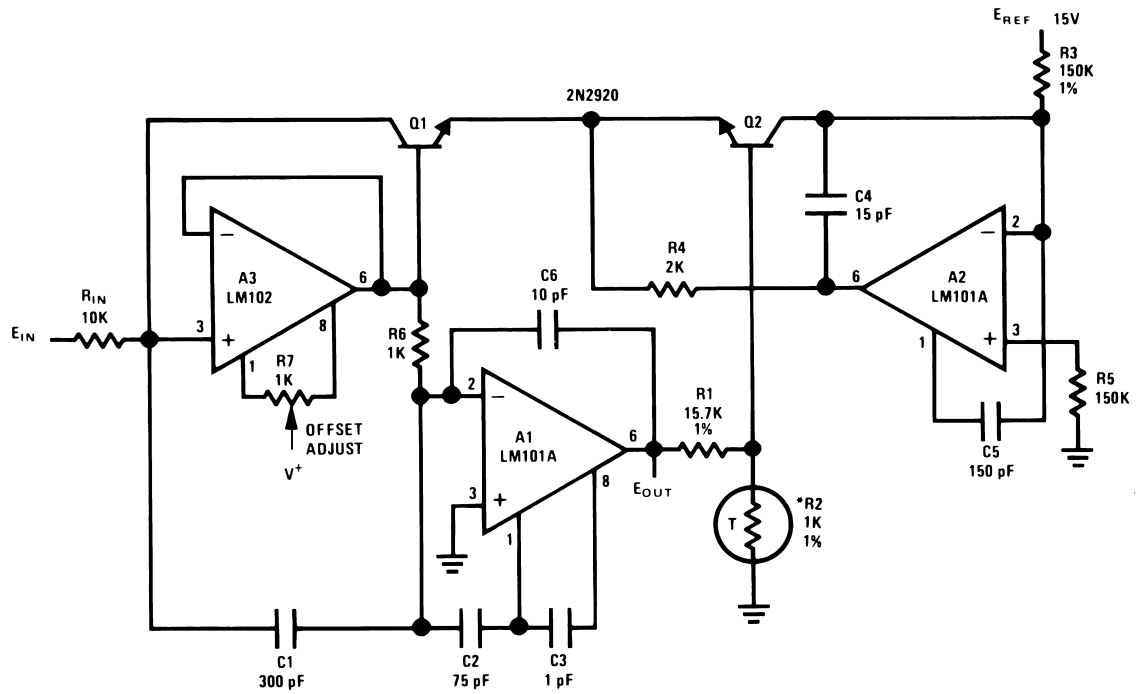 E_REF 15V
R3
150K
1%
2N2920
Q1
Q2
C4
15 pF
−
A3
LM102
6
3
+
8
1
R7
1K
OFFSET
ADJUST
V+
R_IN
10K
E_IN
R4
2K
6
−
2
A2
LM101A
+
3
1
C5
150 pF
R5
150K
R6
1K
C6
10 pF
2
−
A1
LM101A
3
+
6
8
1
E_OUT
R1
15.7K
1%
T
*R2
1K
1%
C1
300 pF
C2
75 pF
C3
1 pF